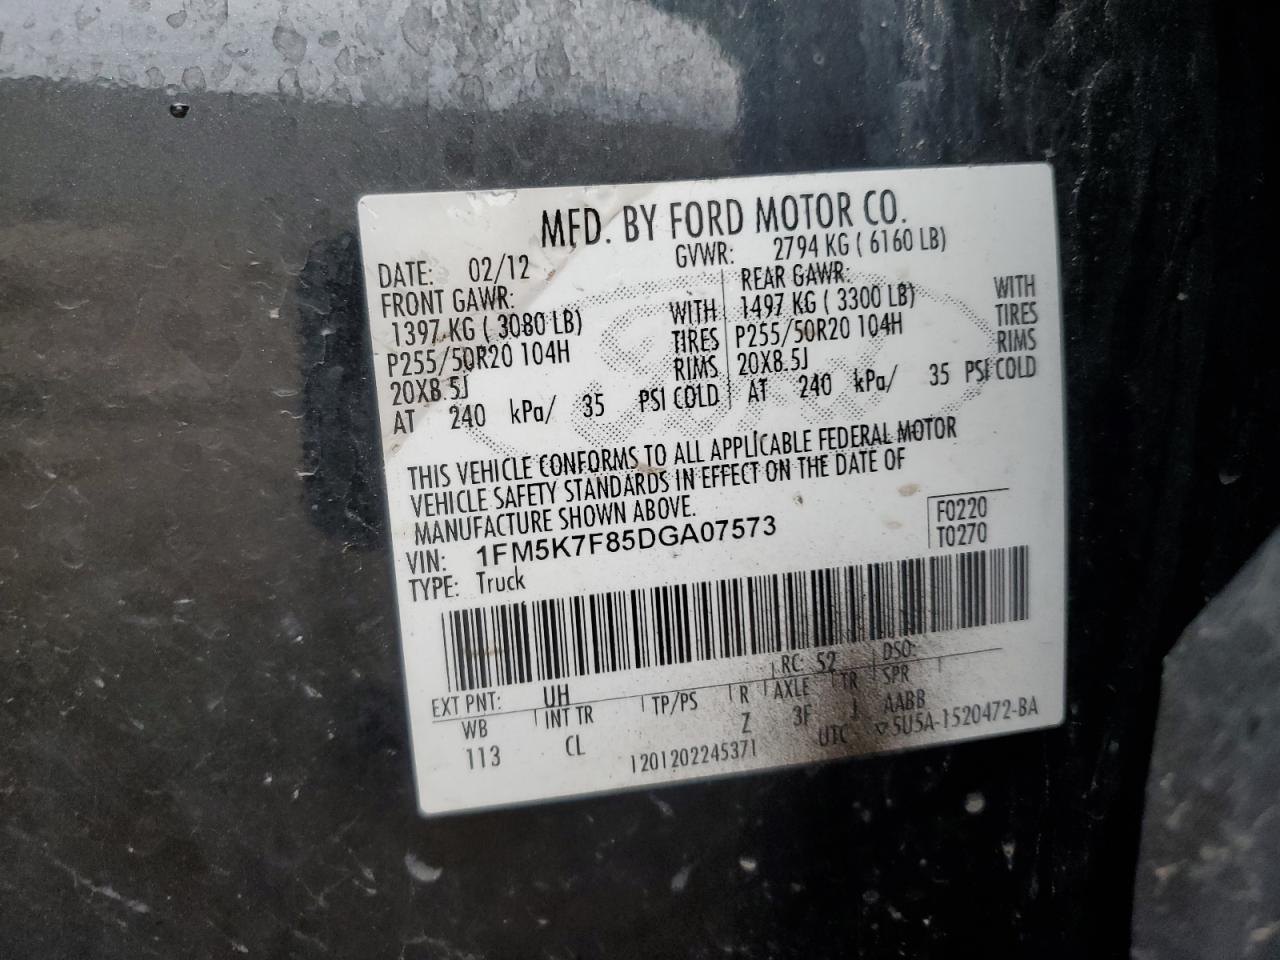 MFD. BY FORD MOTOR CO.
DATE: 02/12 GVWR: 2794 KG ( 6160 LB)
FRONT GAWR: REAR GAWR:
1397 KG ( 3080 LB) WITH 1497 KG ( 3300 LB) WITH
P255/50R20 104H TIRES P255/50R20 104H TIRES
20X8.5J RIMS 20X8.5J RIMS
AT 240 kPa/ 35 PSI COLD AT 240 kPa/ 35 PSI COLD
THIS VEHICLE CONFORMS TO ALL APPLICABLE FEDERAL MOTOR
VEHICLE SAFETY STANDARDS IN EFFECT ON THE DATE OF
MANUFACTURE SHOWN ABOVE.
VIN: 1FM5K7F85DGA07573 F0220
TYPE: Truck T0270
EXT PNT: UH RC: 52 DSO:
WB INT TR TP/PS R AXLE TR SPR
113 CL Z 3F J AABB
1201202245371 UTC ▽5U5A-1520472-BA